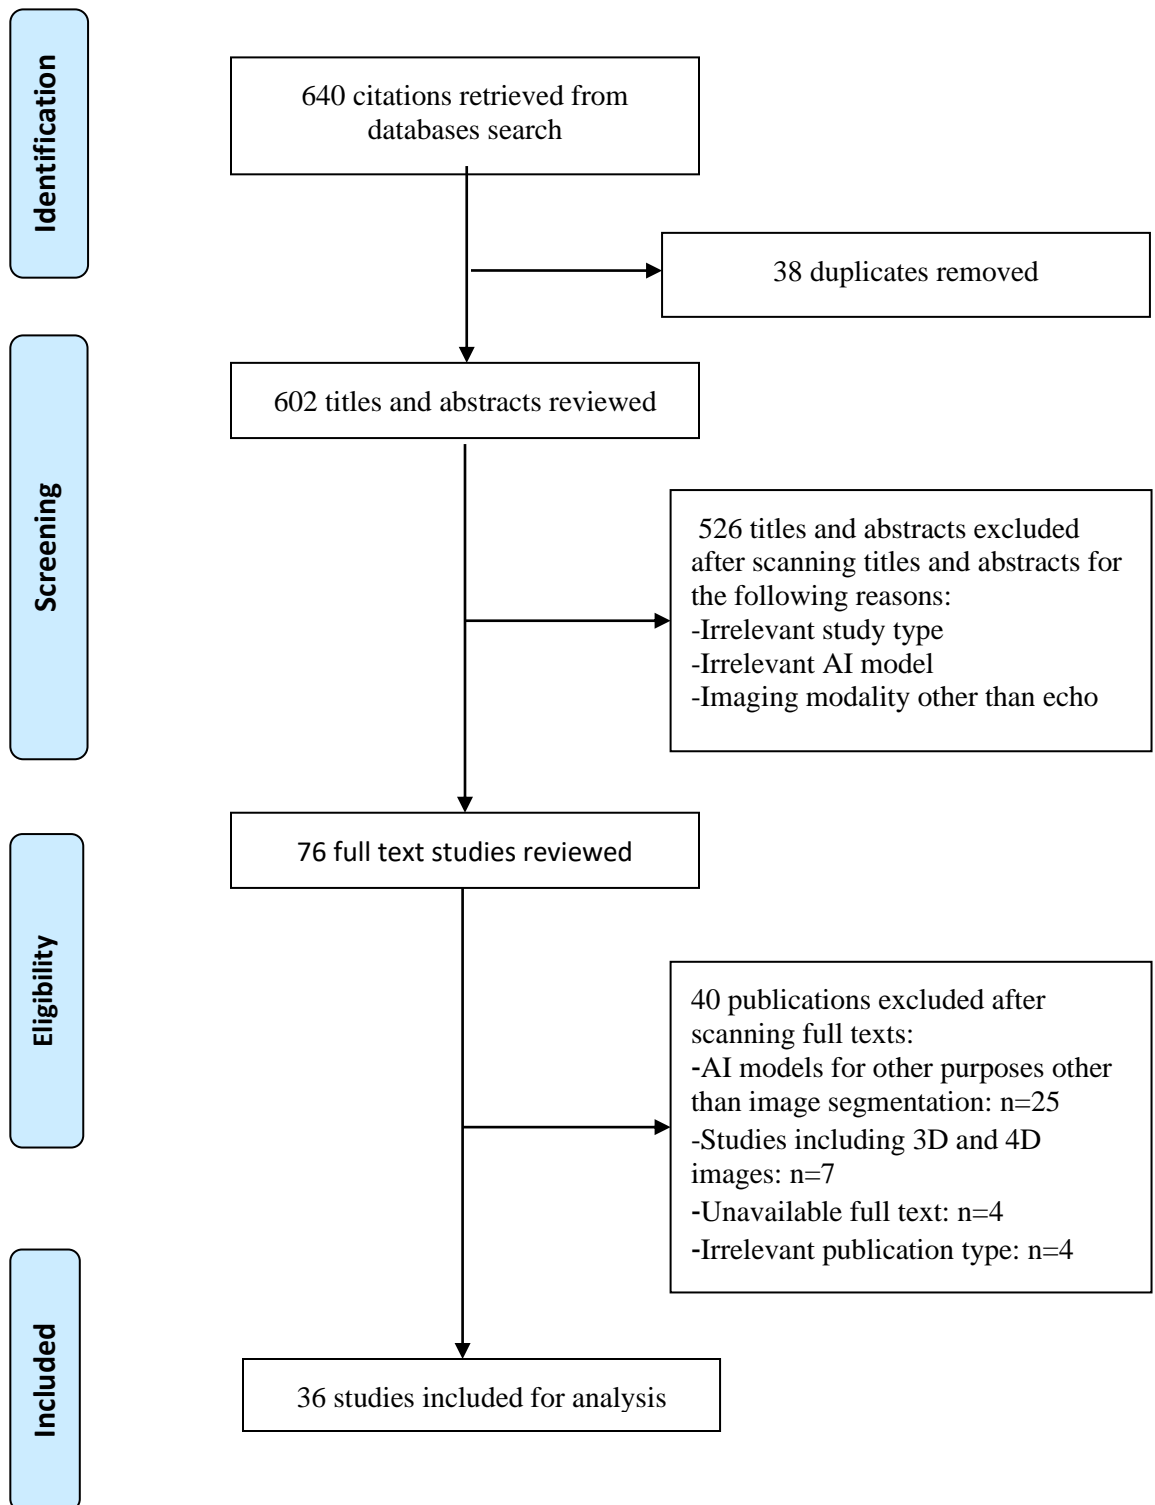 Identification
640 citations retrieved from
databases search
38 duplicates removed
Screening
602 titles and abstracts reviewed
526 titles and abstracts excluded
after scanning titles and abstracts for
the following reasons:
-Irrelevant study type
-Irrelevant AI model
-Imaging modality other than echo
Eligibility
76 full text studies reviewed
40 publications excluded after
scanning full texts:
-AI models for other purposes other
than image segmentation: n=25
-Studies including 3D and 4D
images: n=7
-Unavailable full text: n=4
-Irrelevant publication type: n=4
Included
36 studies included for analysis